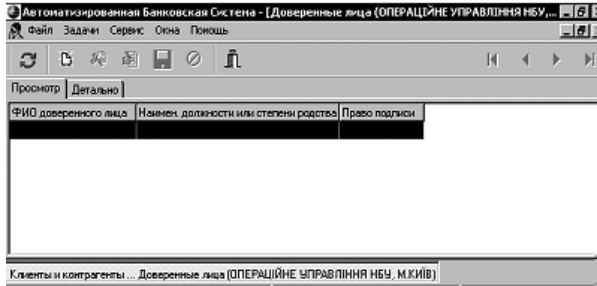 Автоматизированная Банковская Система - [Доверенные лица (ОПЕРАЦІЙНЕ УПРАВЛІННЯ НБУ,...
Файл Задачи Сервис Окна Помощь
Просмотр Детально
ФИО доверенного лица Наимен. должности или степени родства Право подписи
Клиенты и контрагенты ... Доверенные лица (ОПЕРАЦІЙНЕ УПРАВЛІННЯ НБУ, М.КИЇВ)